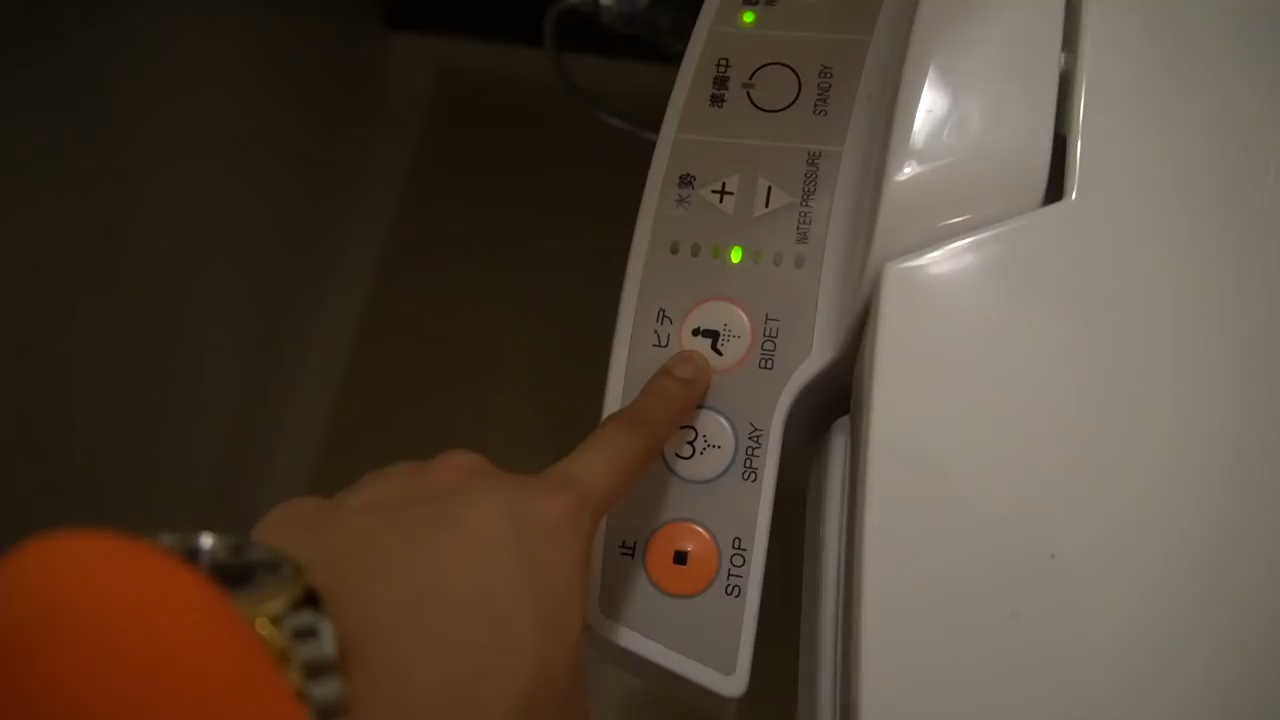 準備中
STAND BY
水勢
+
−
WATER PRESSURE
ビデ
BIDET
SPRAY
止
STOP